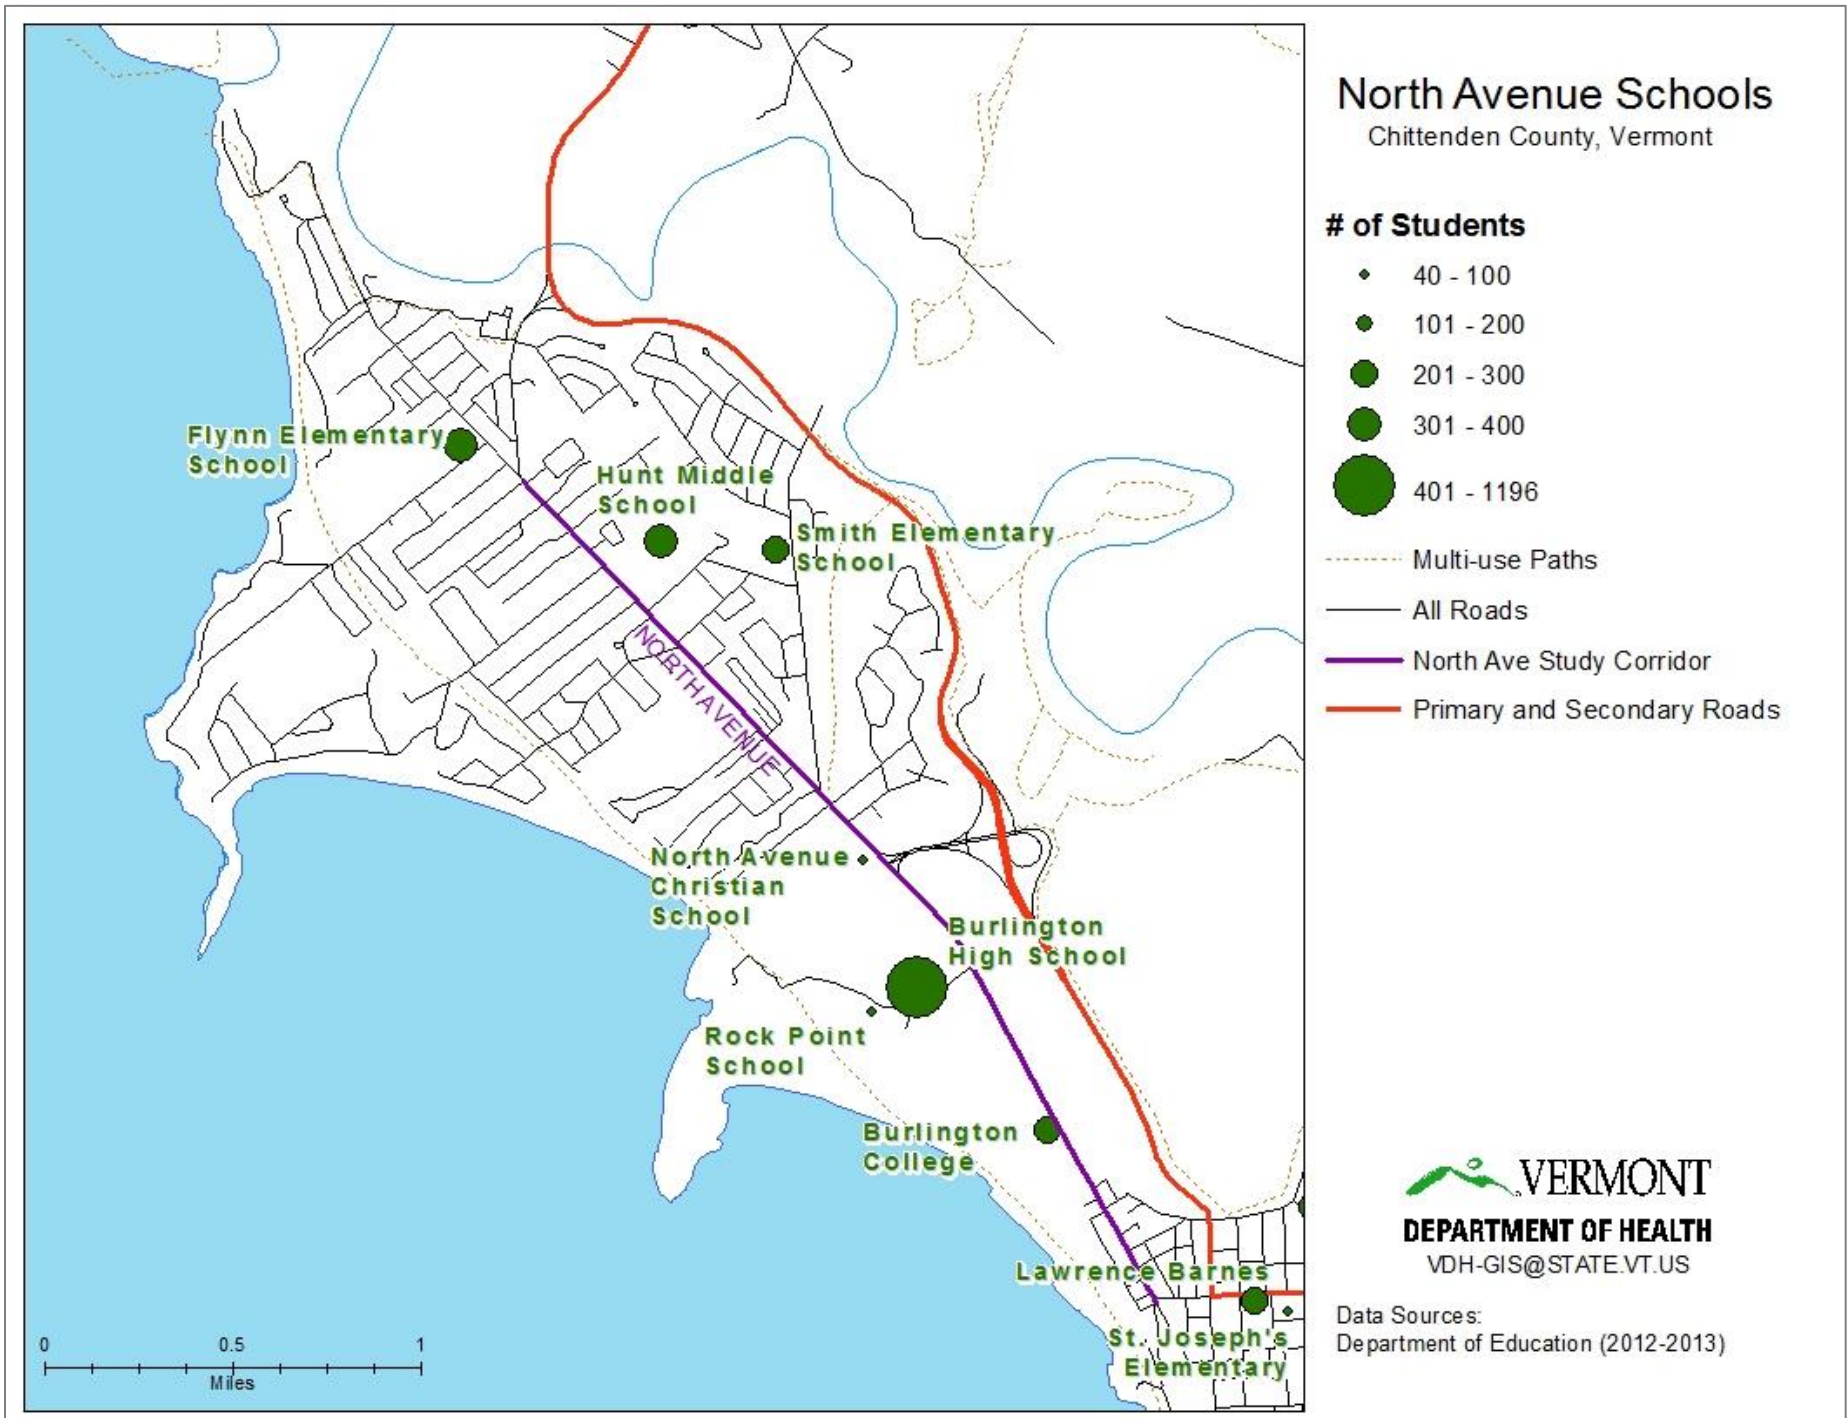 North Avenue Schools
Chittenden County, Vermont
# of Students
40 - 100
101 - 200
201 - 300
301 - 400
401 - 1196
Multi-use Paths
All Roads
North Ave Study Corridor
Primary and Secondary Roads
Flynn Elementary
School
Hunt Middle
School
Smith Elementary
School
NORTH AVENUE
North Avenue
Christian
School
Burlington
High School
Rock Point
School
Burlington
College
Lawrence Barnes
St. Joseph's
Elementary
0 0.5 1
Miles
VERMONT
DEPARTMENT OF HEALTH
VDH-GIS@STATE.VT.US
Data Sources:
Department of Education (2012-2013)